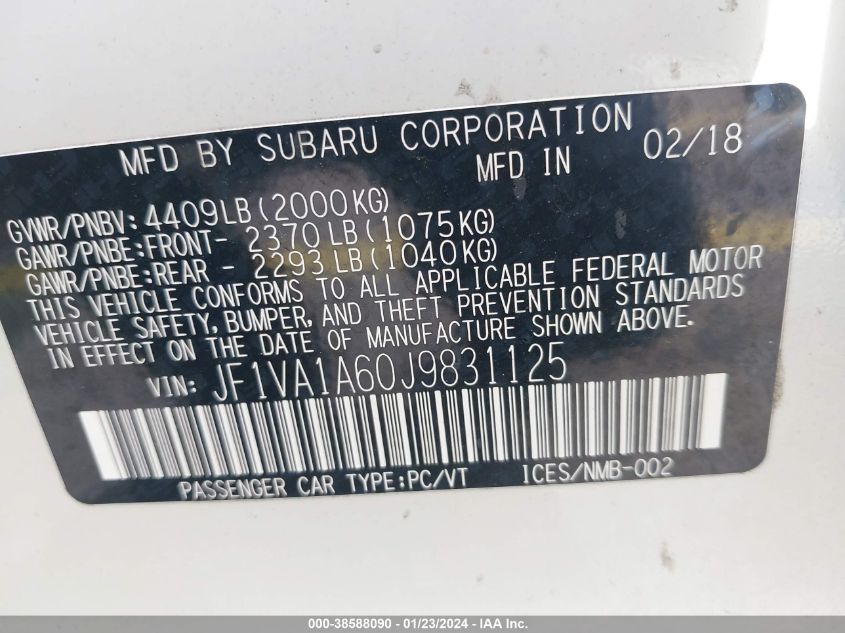 MFD BY SUBARU CORPORATION
MFD IN 02/18
GVWR/PNBV: 4409LB(2000KG)
GAWR/PNBE:FRONT- 2370LB(1075KG)
GAWR/PNBE:REAR - 2293LB(1040KG)
THIS VEHICLE CONFORMS TO ALL APPLICABLE FEDERAL MOTOR
VEHICLE SAFETY, BUMPER, AND THEFT PREVENTION STANDARDS
IN EFFECT ON THE DATE OF MANUFACTURE SHOWN ABOVE.
VIN: JF1VA1A60J9831125
PASSENGER CAR TYPE:PC/VT ICES/NMB-002
000-38588090 - 01/23/2024 - IAA Inc.